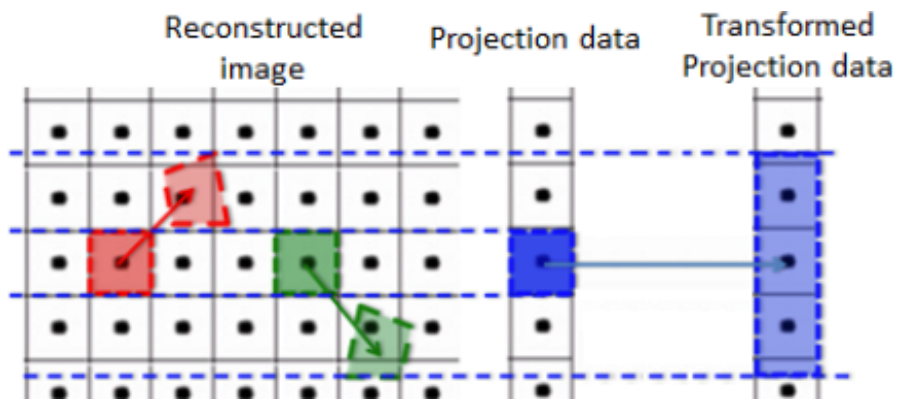 Reconstructed
image
Projection data
Transformed
Projection data